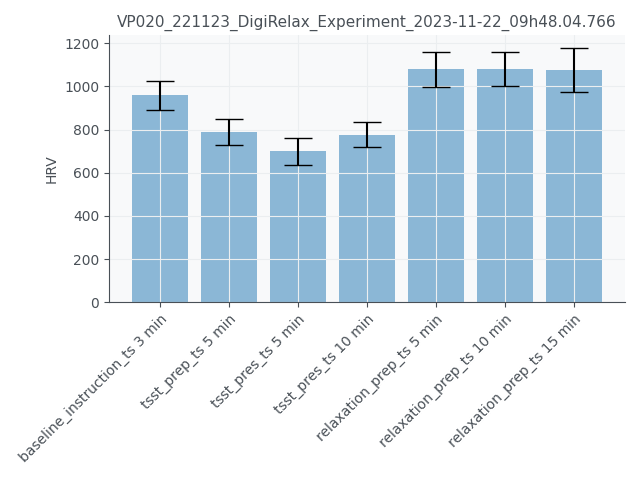 VP020_221123_DigiRelax_Experiment_2023-11-22_09h48.04.766
1200
1000
800
600
400
200
0
HRV
baseline_instruction_ts 3 min
tsst_prep_ts 5 min
tsst_pres_ts 5 min
tsst_pres_ts 10 min
relaxation_prep_ts 5 min
relaxation_prep_ts 10 min
relaxation_prep_ts 15 min